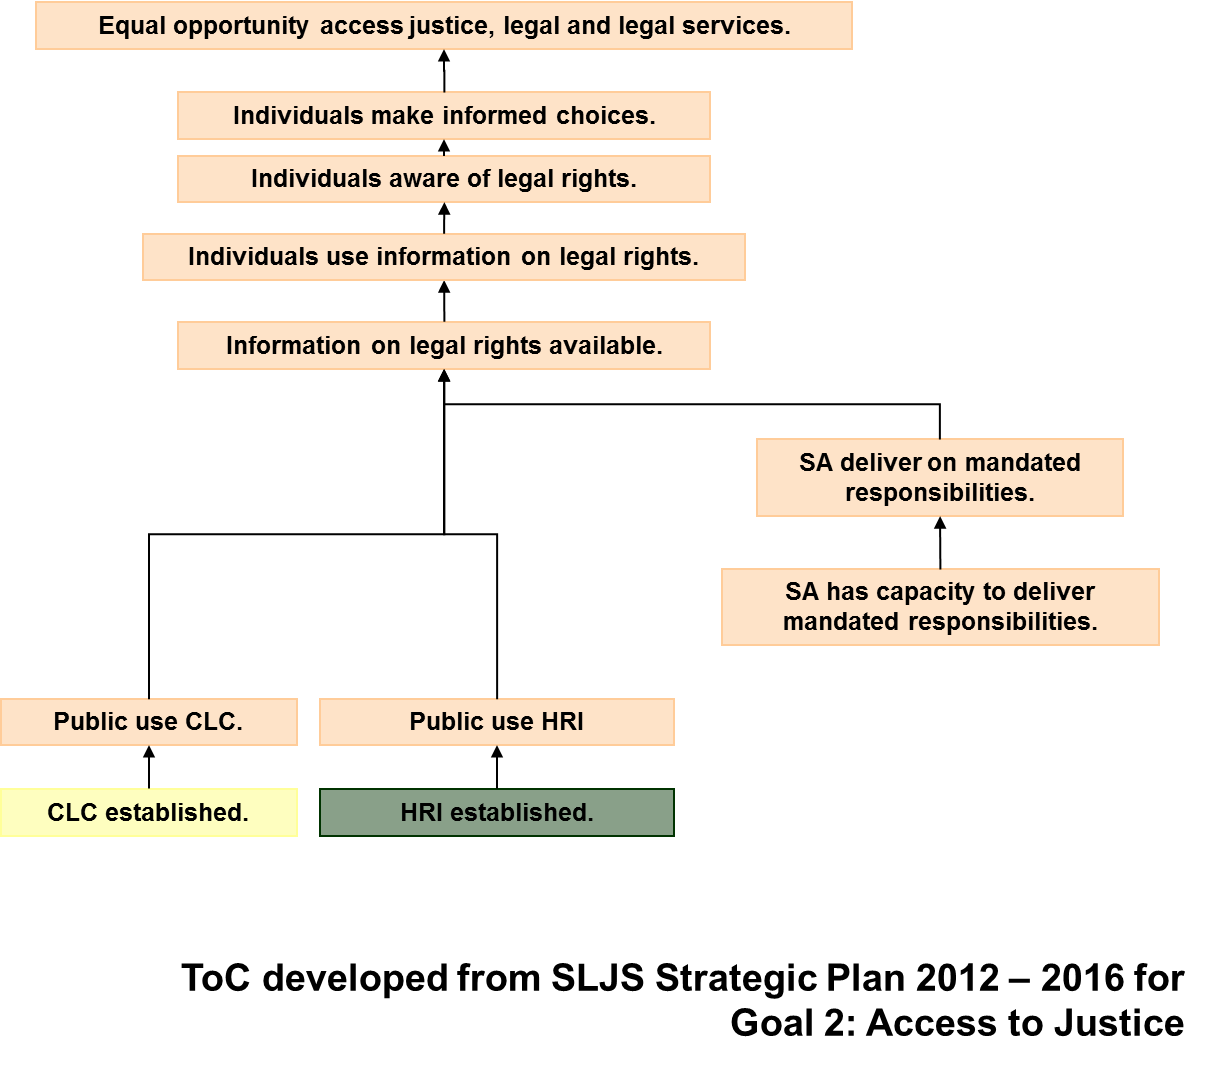 Equal opportunity access justice, legal and legal services.
Individuals make informed choices.
Individuals aware of legal rights.
Individuals use information on legal rights.
Information on legal rights available.
SA deliver on mandated
responsibilities.
SA has capacity to deliver
mandated responsibilities.
Public use CLC.
Public use HRI
CLC established.
HRI established.
ToC developed from SLJS Strategic Plan 2012 – 2016 for
Goal 2: Access to Justice